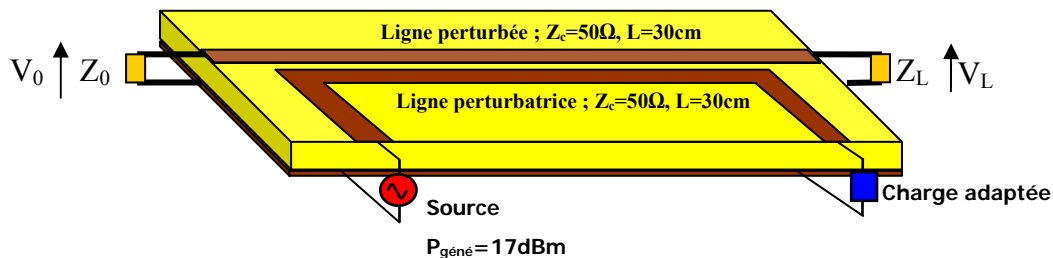 Ligne perturbée ; Zc=50Ω, L=30cm
V0 Z0 ZL VL
Ligne perturbatrice ; Zc=50Ω, L=30cm
Charge adaptée
Source
Pgéné=17dBm